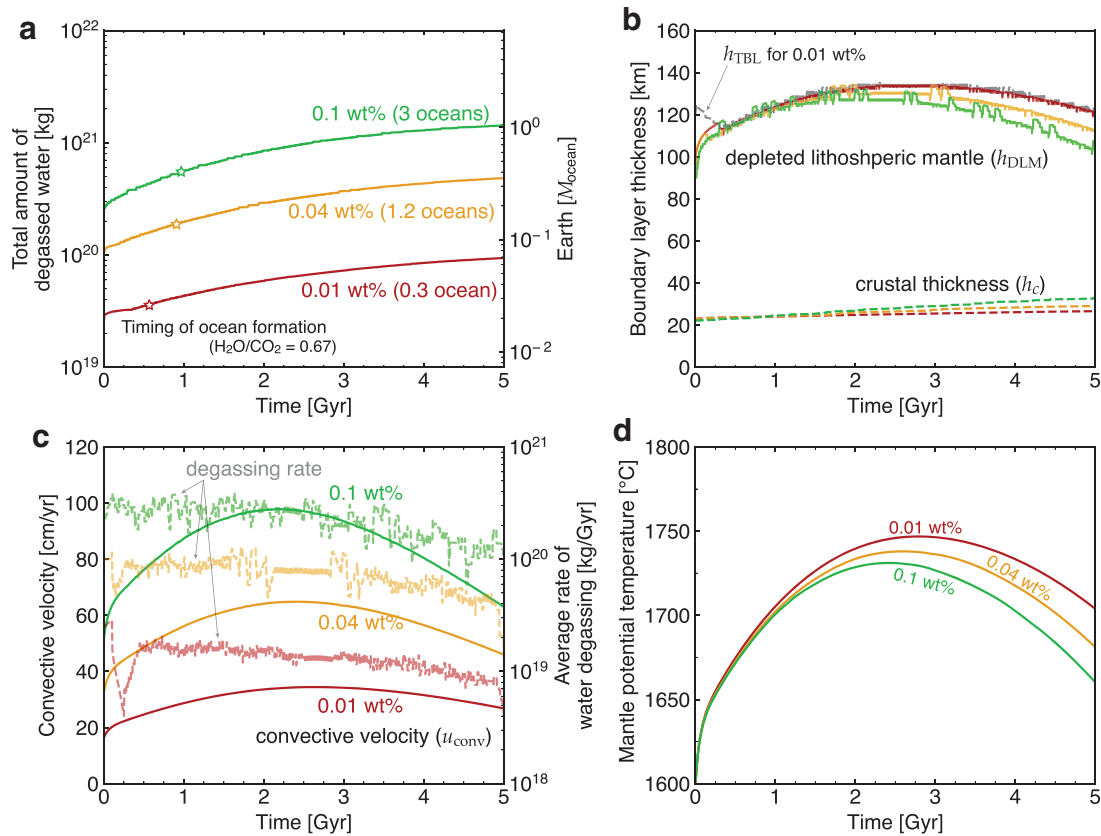 a
Total amount of
degassed water [kg]
10^22
10^21
10^20
10^19
0.1 wt% (3 oceans)
0.04 wt% (1.2 oceans)
0.01 wt% (0.3 ocean)
Timing of ocean formation
(H2O/CO2 = 0.67)
10^0
10^-1
10^-2
Earth [Mocean]
0 1 2 3 4 5
Time [Gyr]
b
Boundary layer thickness [km]
160
140
120
100
80
60
40
20
0
hTBL for 0.01 wt%
depleted lithoshperic mantle (hDLM)
crustal thickness (hc)
0 1 2 3 4 5
Time [Gyr]
c
Convective velocity [cm/yr]
120
100
80
60
40
20
0
degassing rate
0.1 wt%
0.04 wt%
0.01 wt%
convective velocity (uconv)
10^21
10^20
10^19
10^18
Average rate of
water degassing [kg/Gyr]
0 1 2 3 4 5
Time [Gyr]
d
Mantle potential temperature [°C]
1800
1750
1700
1650
1600
0.01 wt%
0.04 wt%
0.1 wt%
0 1 2 3 4 5
Time [Gyr]